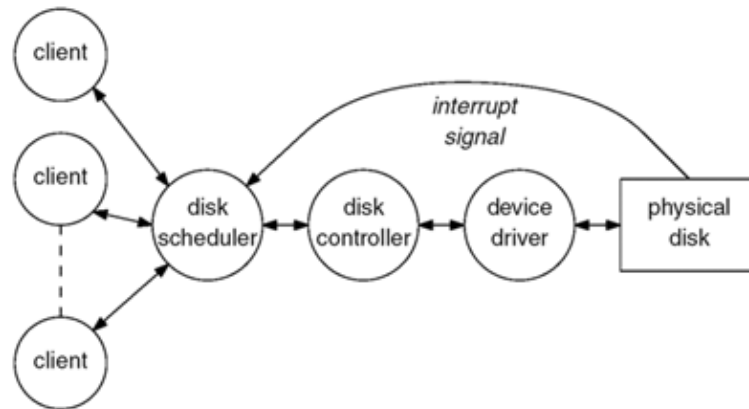 client
interrupt
signal
client
disk
scheduler
disk
controller
device
driver
physical
disk
client